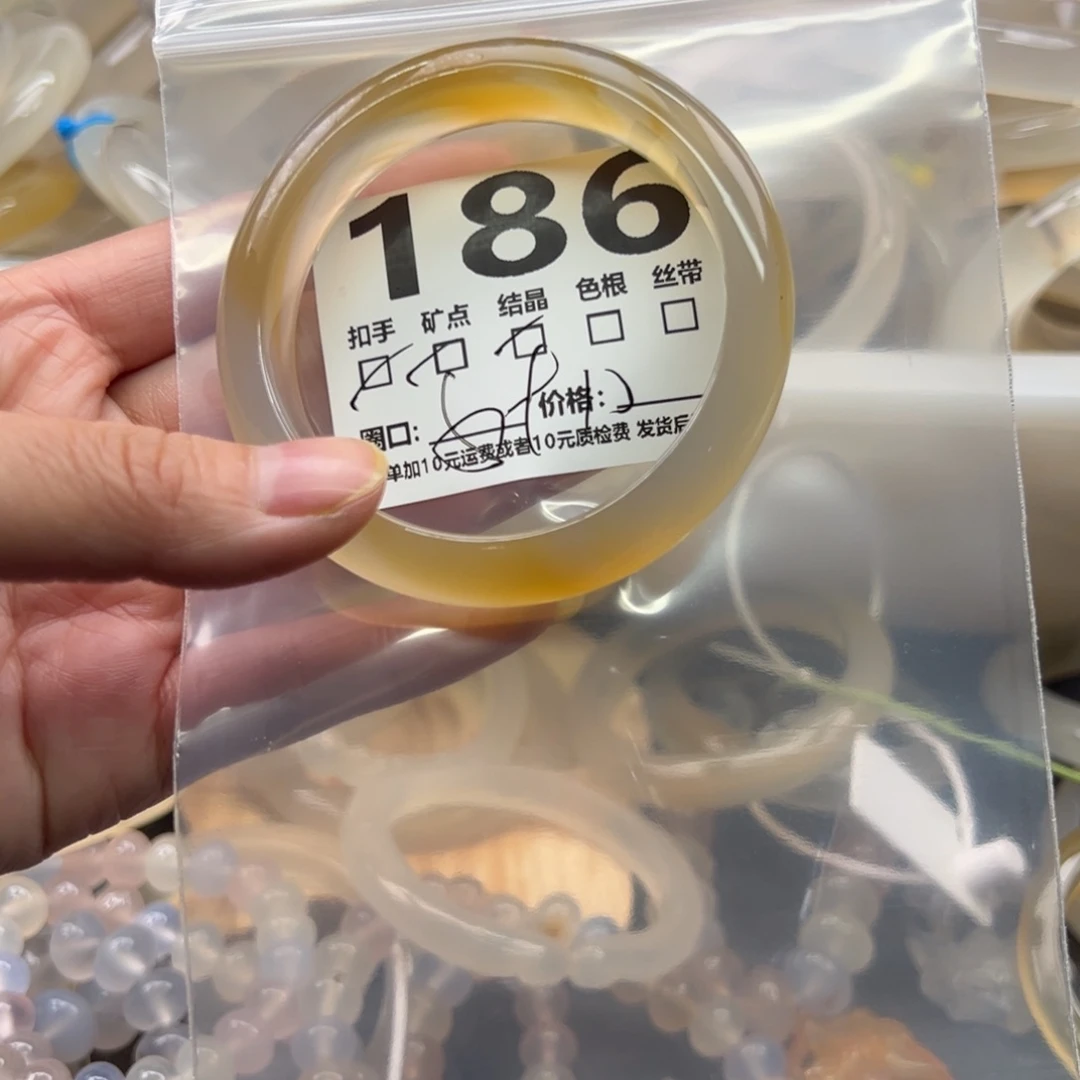 186
扣手 矿点 结晶 色根 丝带
圈口: 价格:
单加10元运费或者10元质检费 发货后